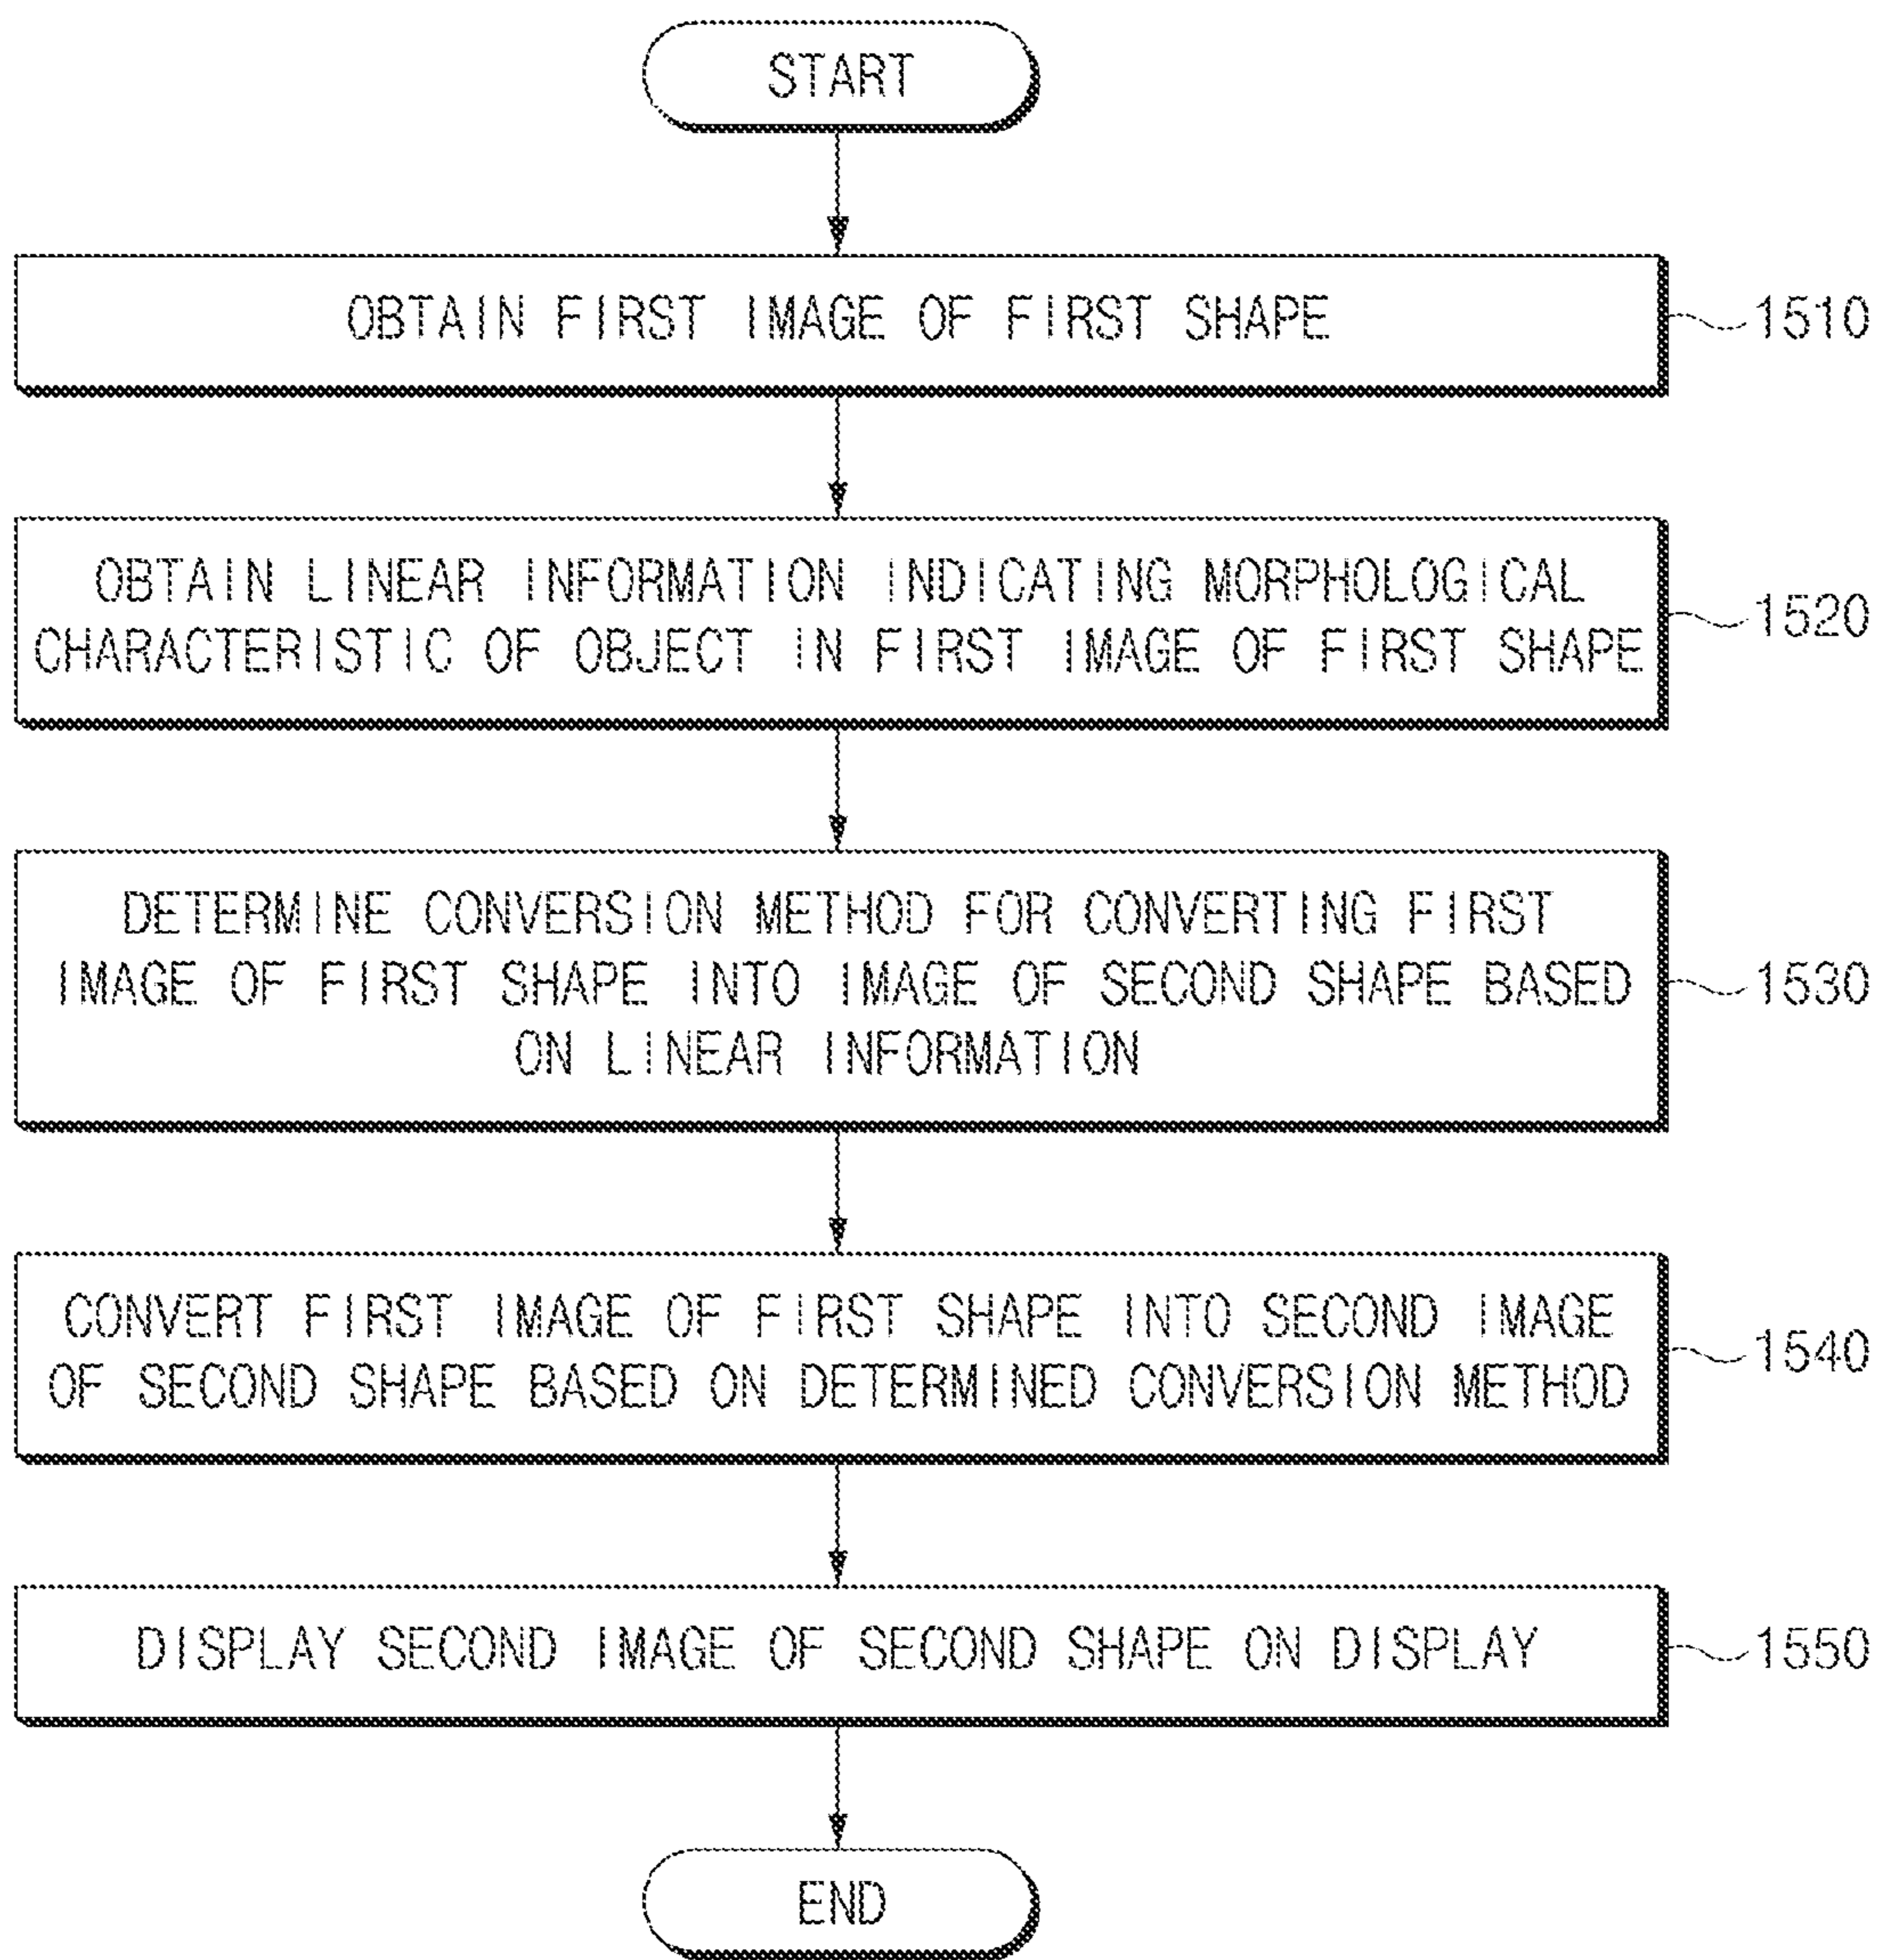 START
OBTAIN FIRST IMAGE OF FIRST SHAPE
1510
OBTAIN LINEAR INFORMATION INDICATING MORPHOLOGICAL
CHARACTERISTIC OF OBJECT IN FIRST IMAGE OF FIRST SHAPE
1520
DETERMINE CONVERSION METHOD FOR CONVERTING FIRST
IMAGE OF FIRST SHAPE INTO IMAGE OF SECOND SHAPE BASED
ON LINEAR INFORMATION
1530
CONVERT FIRST IMAGE OF FIRST SHAPE INTO SECOND IMAGE
OF SECOND SHAPE BASED ON DETERMINED CONVERSION METHOD
1540
DISPLAY SECOND IMAGE OF SECOND SHAPE ON DISPLAY
1550
END